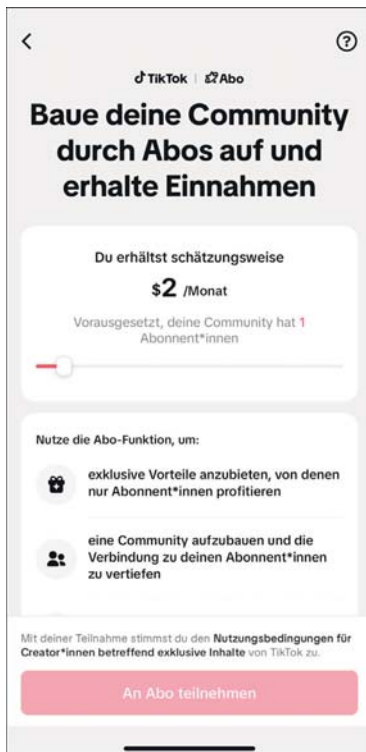 TikTok | Abo
Baue deine Community
durch Abos auf und
erhalte Einnahmen
Du erhältst schätzungsweise
$2 /Monat
Vorausgesetzt, deine Community hat 1
Abonnent*innen
Nutze die Abo-Funktion, um:
exklusive Vorteile anzubieten, von denen
nur Abonnent*innen profitieren
eine Community aufzubauen und die
Verbindung zu deinen Abonnent*innen
zu vertiefen
Mit deiner Teilnahme stimmst du den Nutzungsbedingungen für
Creator*innen betreffend exklusive Inhalte von TikTok zu.
An Abo teilnehmen